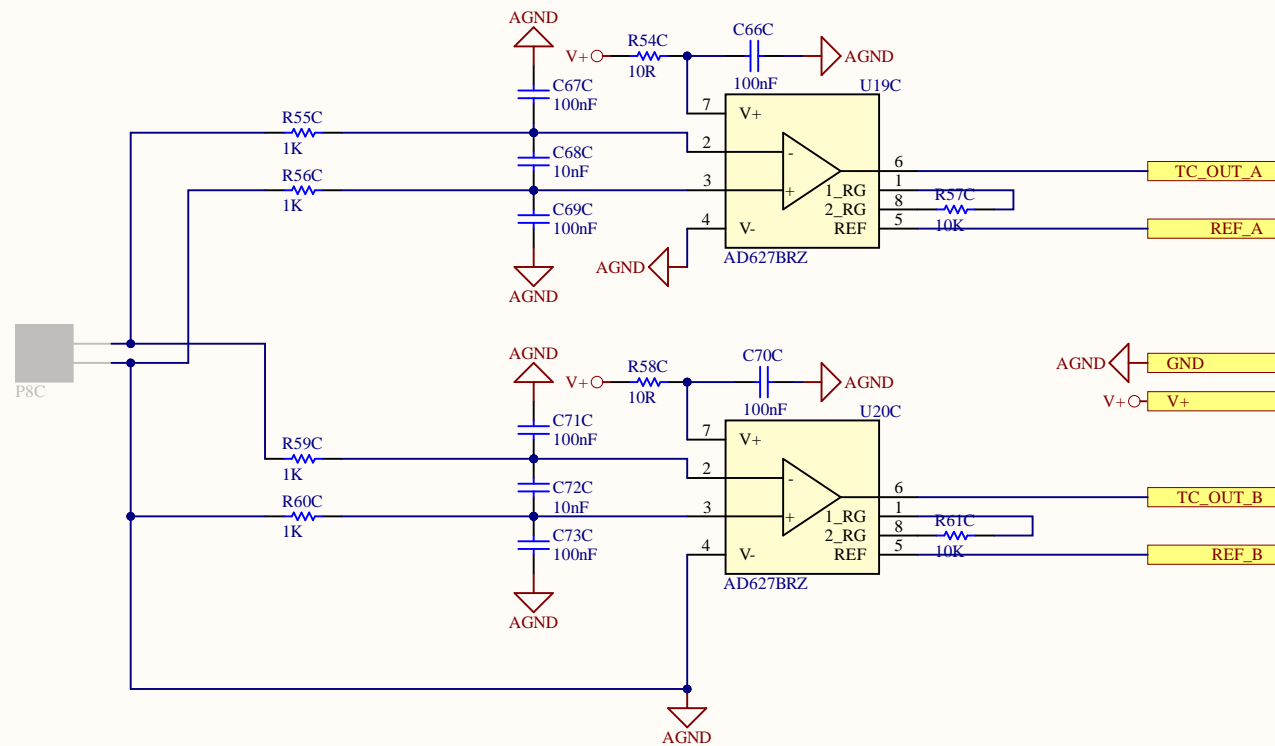 AGND
C66C
V+
R54C
AGND
10R
100nF
U19C
C67C
100nF
7
V+
R55C
1K
2
-
C68C
10nF
6
TC_OUT_A
R56C
1K
3
+
1_RG
1
C69C
100nF
2_RG
8
R57C
10K
4
V-
REF
5
REF_A
AGND
AD627BRZ
AGND
P8C
AGND
C70C
AGND
GND
V+
R58C
AGND
10R
100nF
V+
V+
U20C
C71C
100nF
7
V+
R59C
1K
2
-
C72C
10nF
6
TC_OUT_B
R60C
1K
3
+
1_RG
1
C73C
100nF
2_RG
8
R61C
10K
4
V-
REF
5
REF_B
AD627BRZ
AGND
AGND